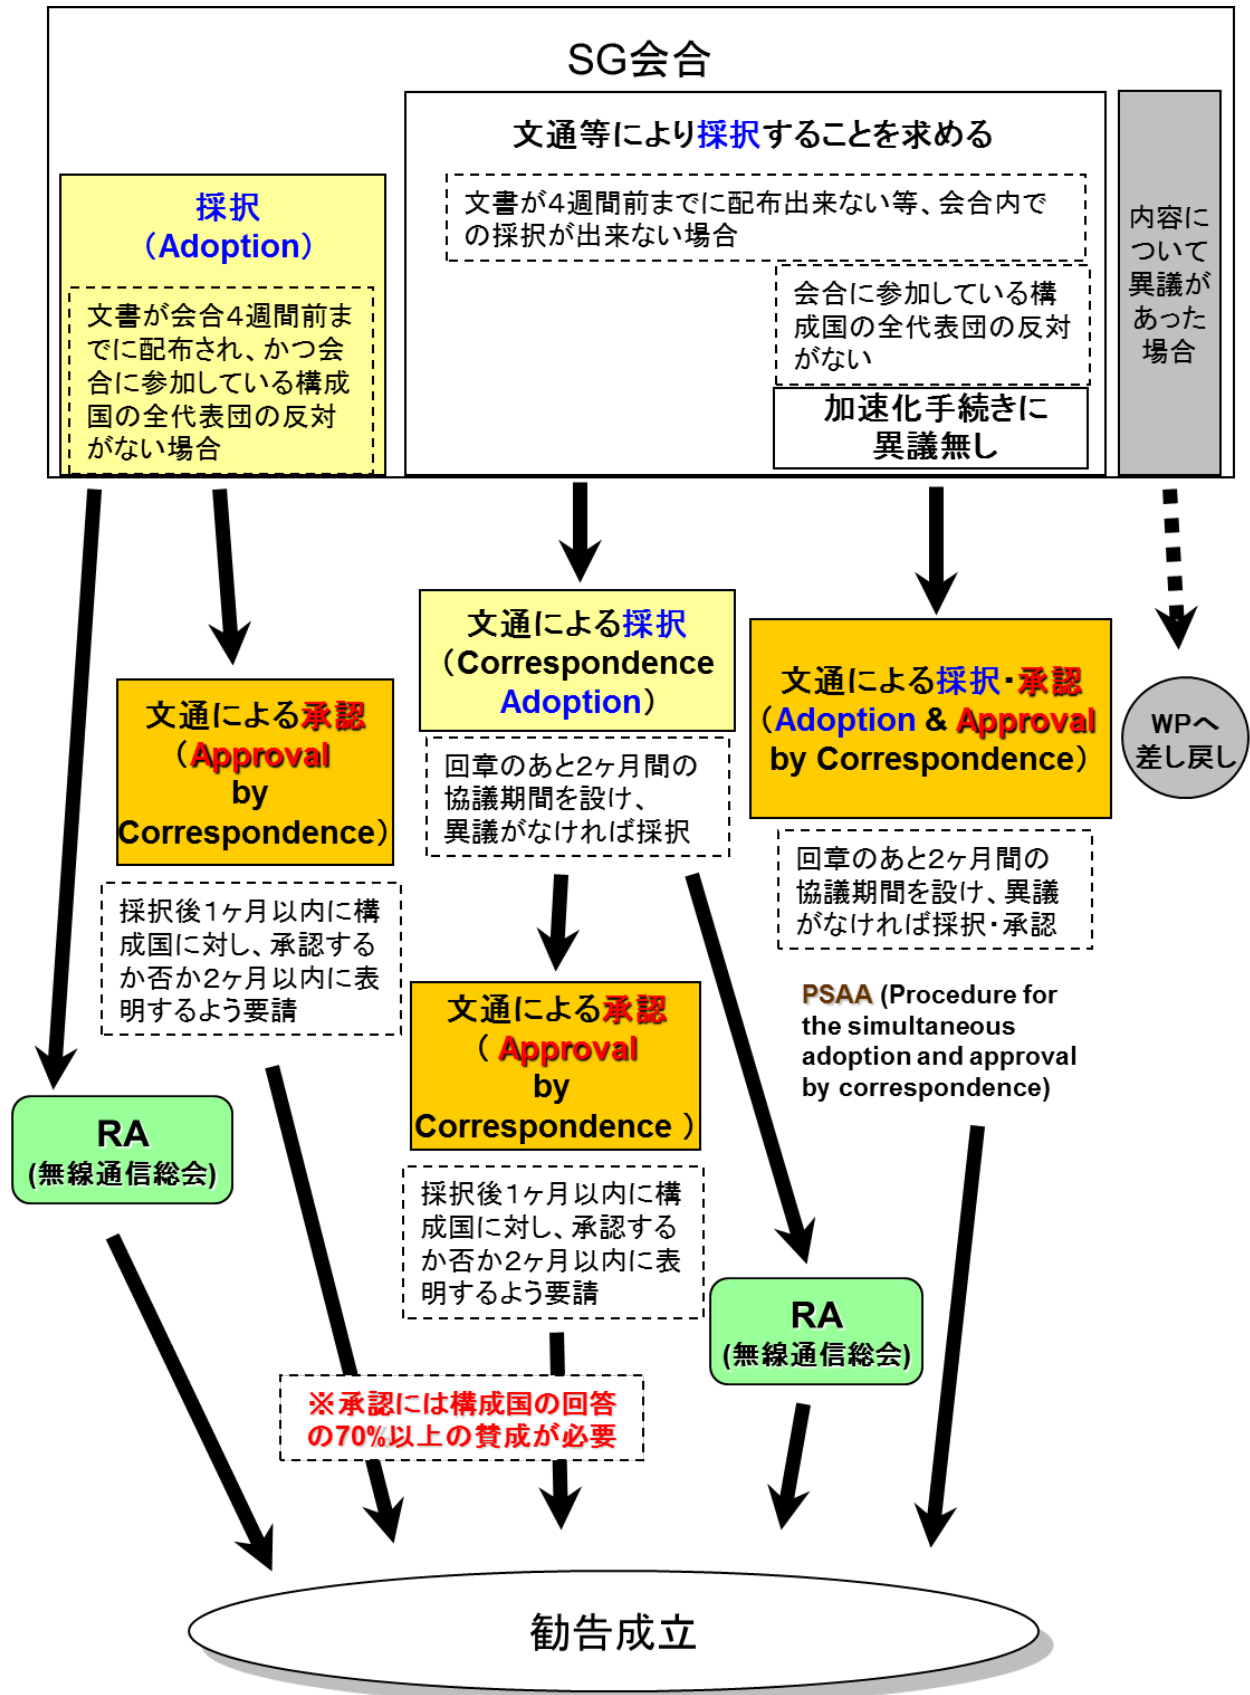 SG会合
採択
（Adoption）
文書が会合4週間前ま
でに配布され、かつ会
合に参加している構成
国の全代表団の反対
がない場合
文通等により採択することを求める
文書が4週間前までに配布出来ない等、会合内で
の採択が出来ない場合
会合に参加している構
成国の全代表団の反対
がない
加速化手続きに
異議無し
内容に
ついて
異議が
あった
場合
文通による承認
（Approval
by
Correspondence）
採択後1ヶ月以内に構
成国に対し、承認する
か否か2ヶ月以内に表
明するよう要請
RA
(無線通信総会)
文通による採択
（Correspondence
Adoption）
回章のあと2ヶ月間の
協議期間を設け、
異議がなければ採択
文通による承認
（ Approval
by
Correspondence ）
採択後1ヶ月以内に構
成国に対し、承認する
か否か2ヶ月以内に表
明するよう要請
RA
(無線通信総会)
文通による採択・承認
（Adoption & Approval
by Correspondence）
回章のあと2ヶ月間の
協議期間を設け、異議
がなければ採択・承認
PSAA (Procedure for
the simultaneous
adoption and approval
by correspondence)
WPへ
差し戻し
※承認には構成国の回答
の70%以上の賛成が必要
勧告成立